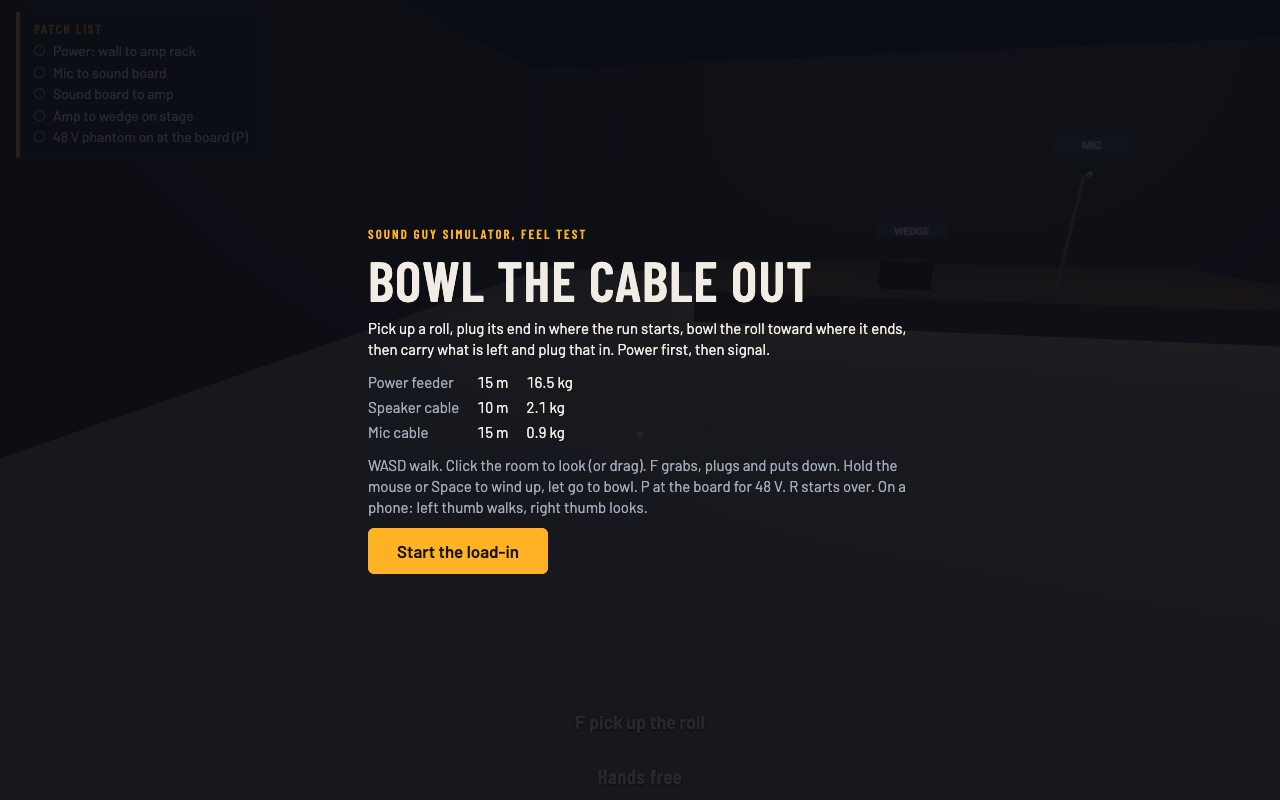 PATCH LIST
Power: wall to amp rack
Mic to sound board
Sound board to amp
Amp to wedge on stage
48 V phantom on at the board (P)
MIC
WEDGE
SOUND GUY SIMULATOR, FEEL TEST
BOWL THE CABLE OUT
Pick up a roll, plug its end in where the run starts, bowl the roll toward where it ends,
then carry what is left and plug that in. Power first, then signal.
Power feeder 15 m 16.5 kg
Speaker cable 10 m 2.1 kg
Mic cable 15 m 0.9 kg
WASD walk. Click the room to look (or drag). F grabs, plugs and puts down. Hold the
mouse or Space to wind up, let go to bowl. P at the board for 48 V. R starts over. On a
phone: left thumb walks, right thumb looks.
Start the load-in
F pick up the roll
Hands free